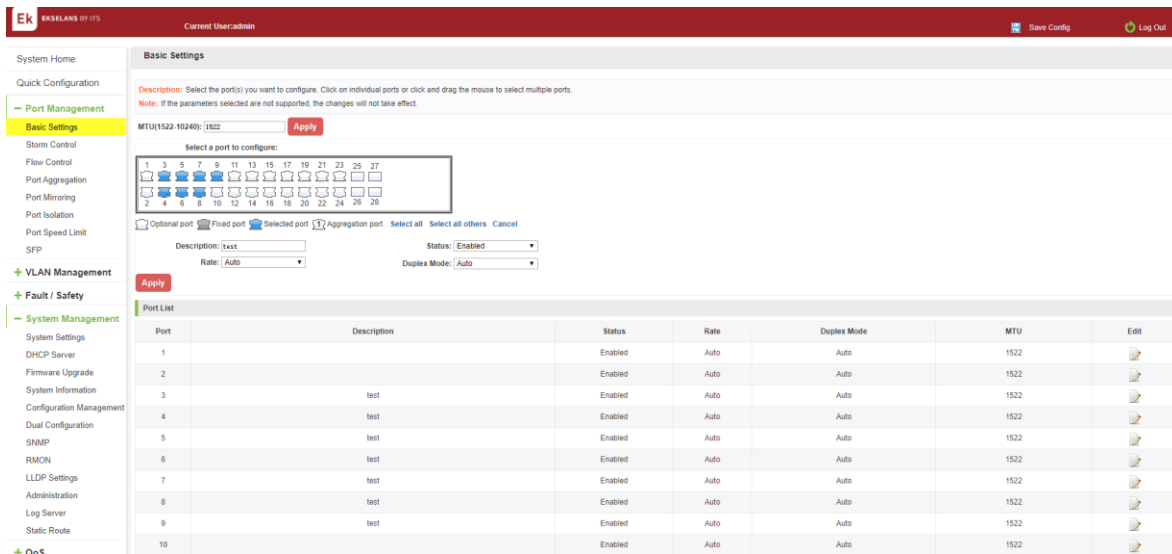 Ek EKSELANS BY ITS
Current User:admin
Save Config
Log Out
System Home
Quick Configuration
Port Management
Basic Settings
Storm Control
Flow Control
Port Aggregation
Port Mirroring
Port Isolation
Port Speed Limit
SFP
VLAN Management
Fault / Safety
System Management
System Settings
DHCP Server
Firmware Upgrade
System Information
Configuration Management
Dual Configuration
SNMP
RMON
LLDP Settings
Administration
Log Server
Static Route
QoS
Basic Settings
Description: Select the port(s) you want to configure. Click on individual ports or click and drag the mouse to select multiple ports.
Note: If the parameters selected are not supported, the changes will not take effect.
MTU(1522-10240): 1522 Apply
Select a port to configure:
1 3 5 7 9 11 13 15 17 19 21 23 25 27
2 4 6 8 10 12 14 16 18 20 22 24 26 28
Optional port Fixed port Selected port 1 Aggregation port Select all Select all others Cancel
Description: test Status: Enabled
Rate: Auto Duplex Mode: Auto
Apply
Port List
Port Description Status Rate Duplex Mode MTU Edit
1 Enabled Auto Auto 1522
2 Enabled Auto Auto 1522
3 test Enabled Auto Auto 1522
4 test Enabled Auto Auto 1522
5 test Enabled Auto Auto 1522
6 test Enabled Auto Auto 1522
7 test Enabled Auto Auto 1522
8 test Enabled Auto Auto 1522
9 test Enabled Auto Auto 1522
10 Enabled Auto Auto 1522